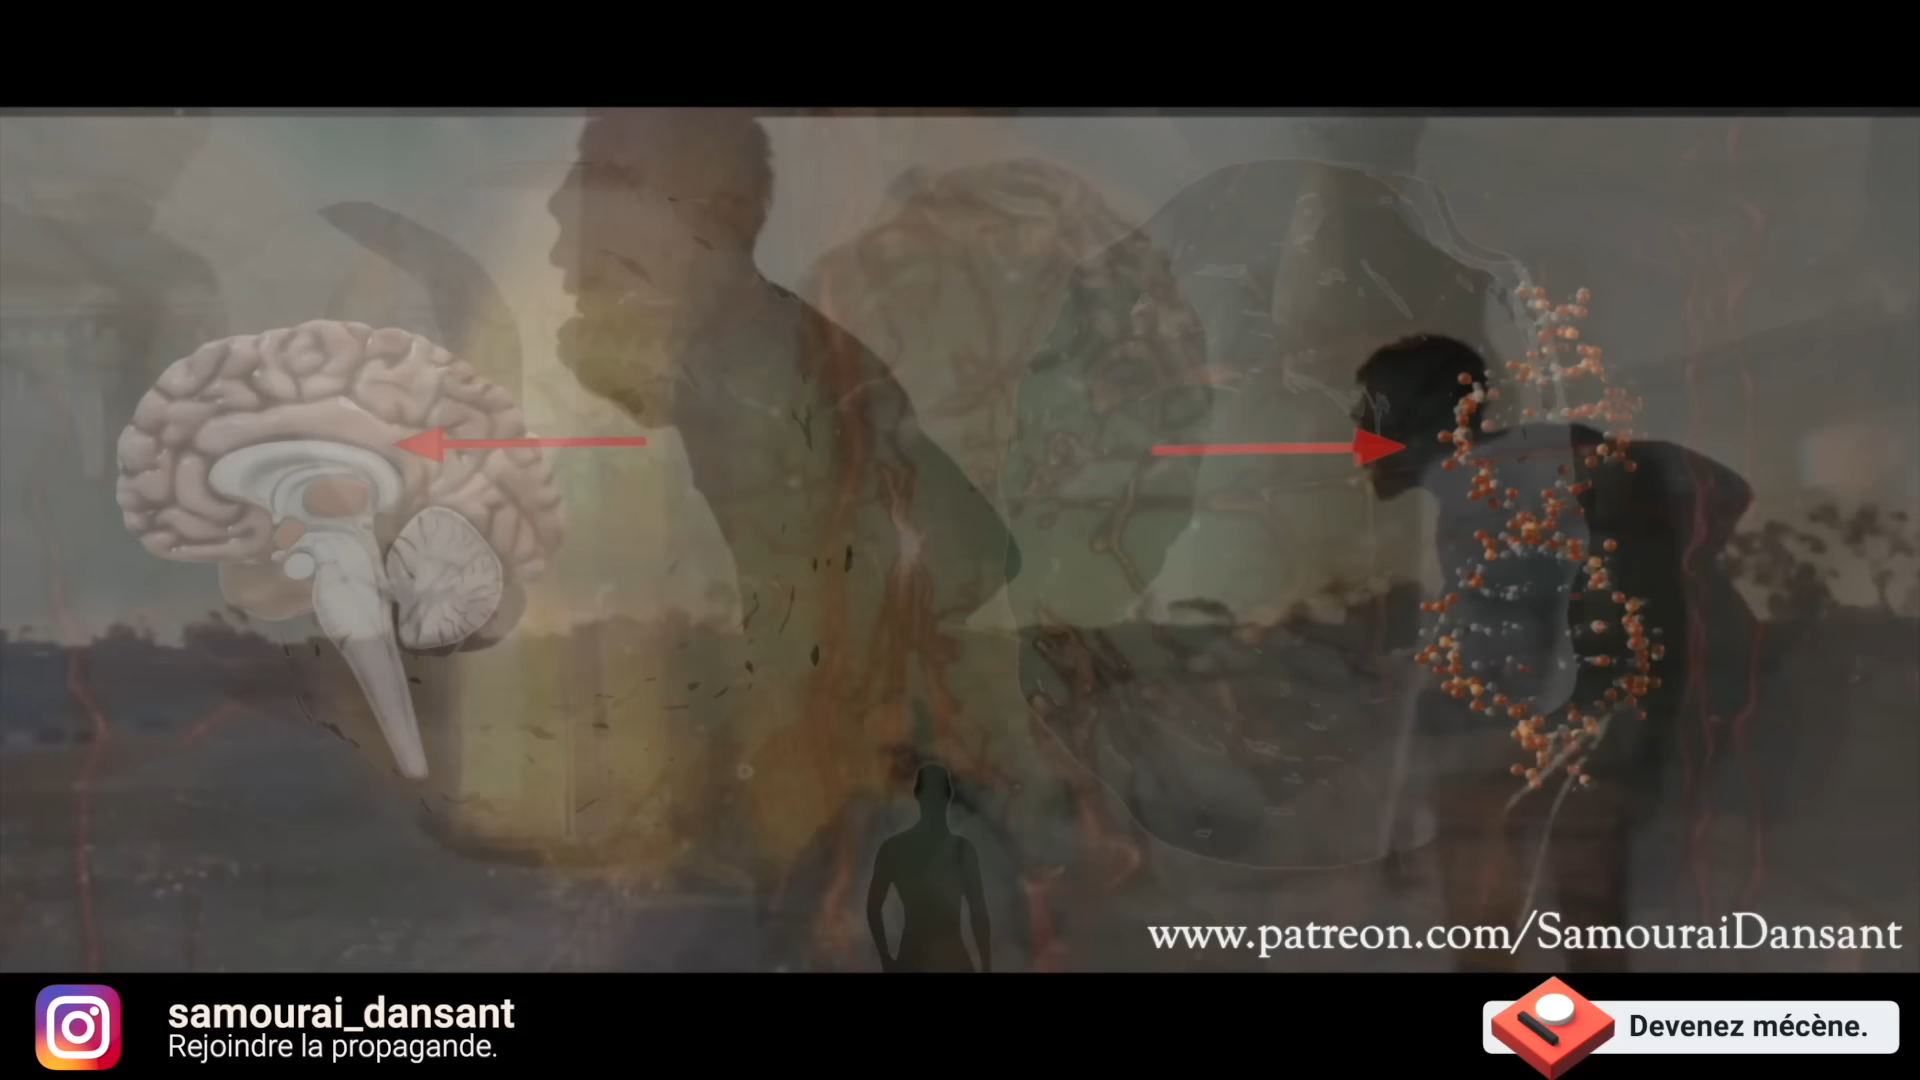 www.patreon.com/SamouraiDansant
samourai_dansant
Rejoindre la propagande.
Devenez mécène.